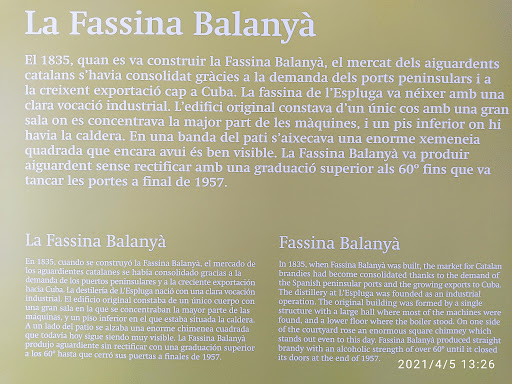 La Fassina Balanyà
El 1835, quan es va construir la Fassina Balanyà, el mercat dels aiguardents
catalans s'havia consolidat gràcies a la demanda dels ports peninsulars i a
la creixent exportació cap a Cuba. La fassina de l'Espluga va néixer amb una
clara vocació industrial. L'edifici original constava d'un únic cos amb una gran
sala on es concentrava la major part de les màquines, i un pis inferior on hi
havia la caldera. En una banda del pati s'aixecava una enorme xemeneia
quadrada que encara avui és ben visible. La Fassina Balanyà va produir
aiguardent sense rectificar amb una graduació superior als 60º fins que va
tancar les portes a final de 1957.
La Fassina Balanyà
En 1835, cuando se construyó la Fassina Balanyà, el mercado de
los aguardientes catalanes se había consolidado gracias a la
demanda de los puertos peninsulares y a la creciente exportación
hacia Cuba. La destilería de L'Espluga nació con una clara vocación
industrial. El edificio original constaba de un único cuerpo con
una gran sala en la que se concentraban la mayor parte de las
máquinas, y un piso inferior en el que estaba situada la caldera.
A un lado del patio se alzaba una enorme chimenea cuadrada
que todavía hoy sigue siendo muy visible. La Fassina Balanyà
produjo aguardiente sin rectificar con una graduación superior
a los 60° hasta que cerró sus puertas a finales de 1957.
Fassina Balanyà
In 1835, when Fassina Balanyà was built, the market for Catalan
brandies had become consolidated thanks to the demand of
the Spanish peninsular ports and the growing exports to Cuba.
The distillery at L'Espluga was founded as an industrial
operation. The original building was formed by a single
structure with a large hall where most of the machines were
found, and a lower floor where the boiler stood. On one side
of the courtyard rose an enormous square chimney which
stands out even to this day. Fassina Balanyà produced straight
brandy with an alcoholic strength of over 60° until it closed
its doors at the end of 1957.
2021/4/5 13:26